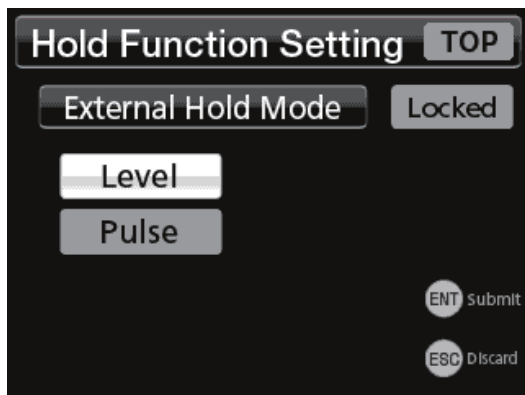 Hold Function Setting TOP
External Hold Mode Locked
Level
Pulse
ENT Submit
ESC Discard